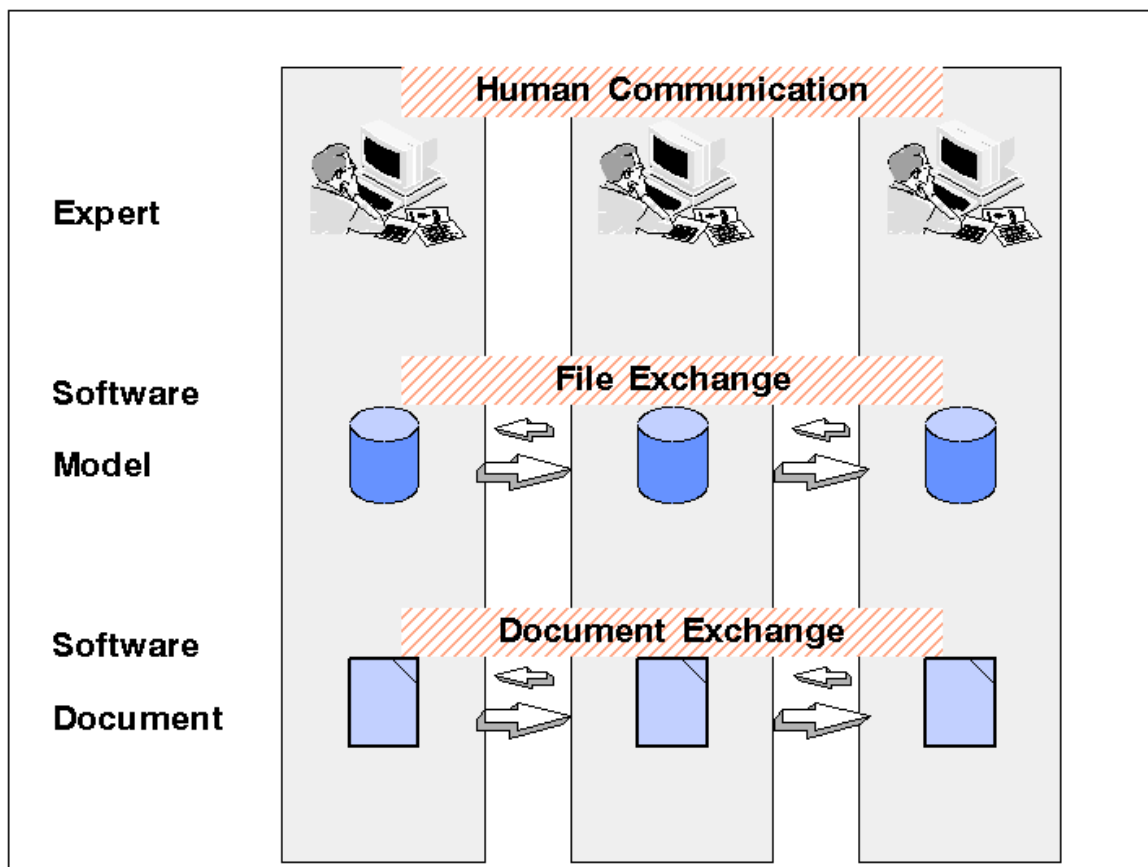 Human Communication
Expert
File Exchange
Software
Model
Document Exchange
Software
Document